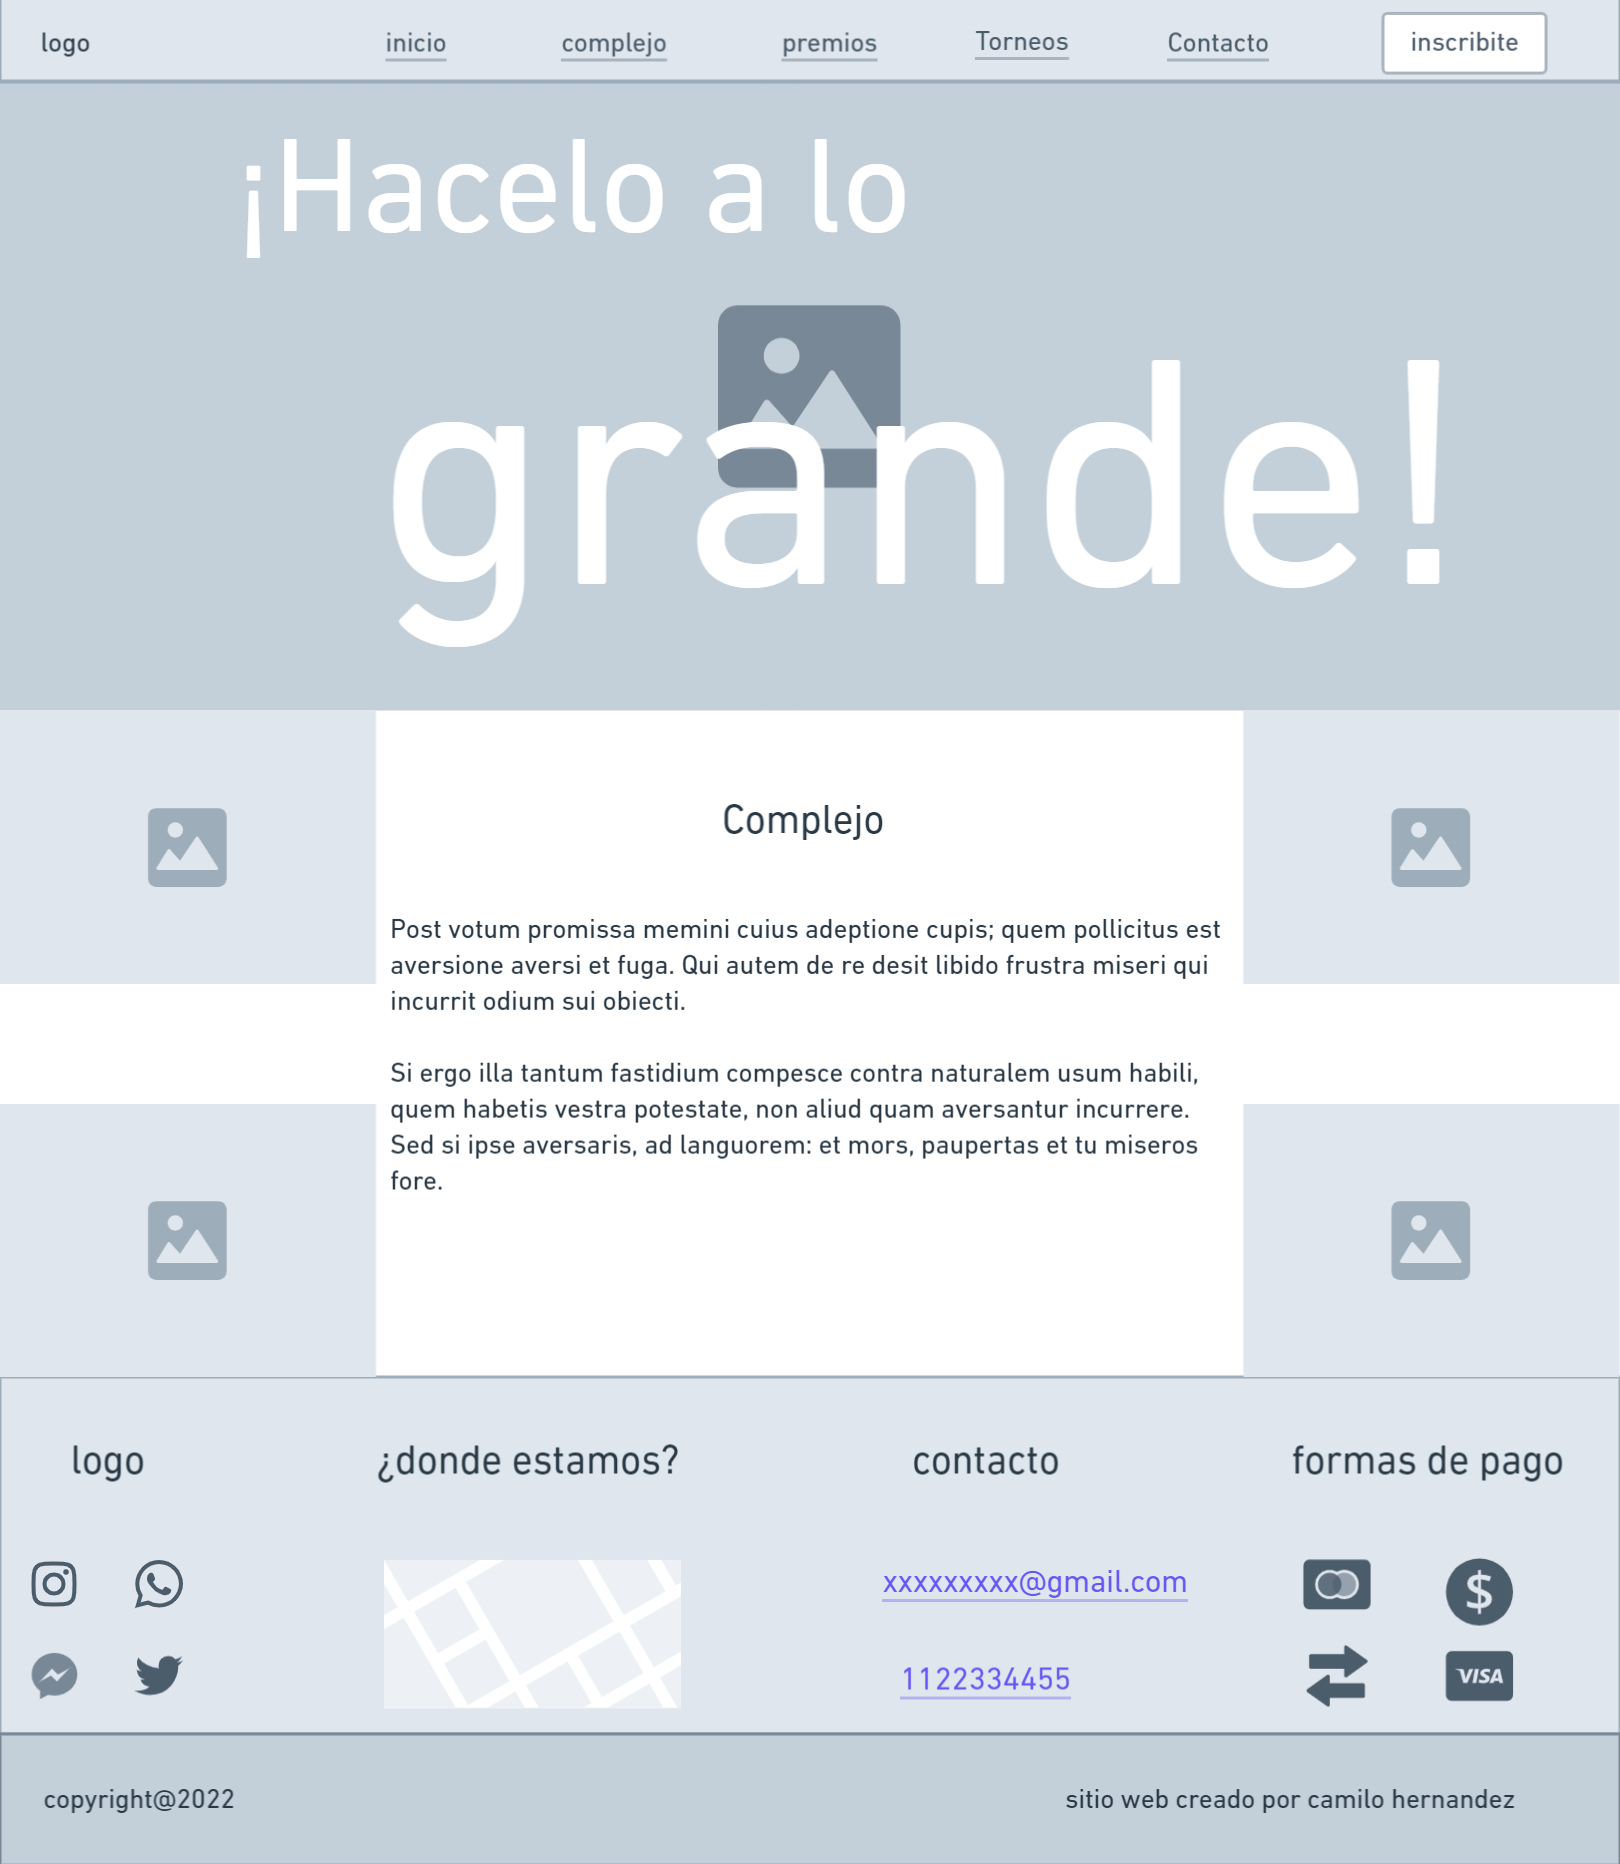 logo
inicio
complejo
premios
Torneos
Contacto
inscribite
¡Hacelo a lo
grande!
Complejo
Post votum promissa memini cuius adeptione cupis; quem pollicitus est
aversione aversi et fuga. Qui autem de re desit libido frustra miseri qui
incurrit odium sui obiecti.
Si ergo illa tantum fastidium compesce contra naturalem usum habili,
quem habetis vestra potestate, non aliud quam aversantur incurrere.
Sed si ipse aversaris, ad languorem: et mors, paupertas et tu miseros
fore.
logo
¿donde estamos?
contacto
xxxxxxxxx@gmail.com
1122334455
formas de pago
$
VISA
copyright@2022
sitio web creado por camilo hernandez